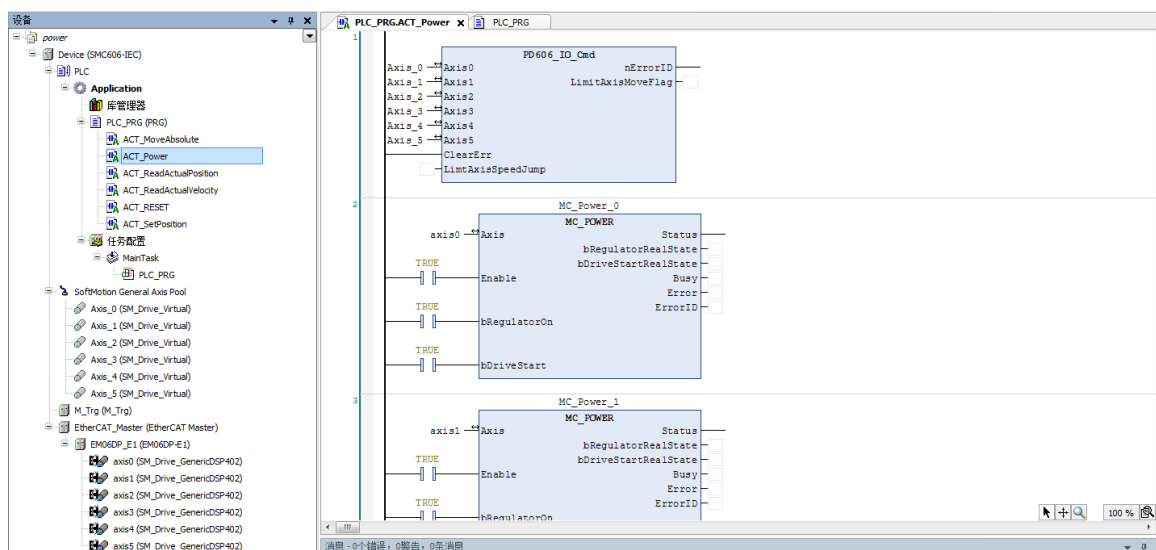 设备
power
Device (SMC606-IEC)
PLC
Application
库管理器
PLC_PRG (PRG)
ACT_MoveAbsolute
ACT_Power
ACT_ReadActualPosition
ACT_ReadActualVelocity
ACT_RESET
ACT_SetPosition
任务配置
MainTask
PLC_PRG
SoftMotion General Axis Pool
Axis_0 (SM_Drive_Virtual)
Axis_1 (SM_Drive_Virtual)
Axis_2 (SM_Drive_Virtual)
Axis_3 (SM_Drive_Virtual)
Axis_4 (SM_Drive_Virtual)
Axis_5 (SM_Drive_Virtual)
M_Trg (M_Trg)
EtherCAT_Master (EtherCAT Master)
EM06DP_E1 (EM06DP-E1)
axis0 (SM_Drive_GenericDSP402)
axis1 (SM_Drive_GenericDSP402)
axis2 (SM_Drive_GenericDSP402)
axis3 (SM_Drive_GenericDSP402)
axis4 (SM_Drive_GenericDSP402)
axis5 (SM_Drive_GenericDSP402)
PLC_PRG.ACT_Power PLC_PRG
1
PD606_IO_Cmd
Axis_0 Axis0 nErrorID
Axis_1 Axis1 LimitAxisMoveFlag
Axis_2 Axis2
Axis_3 Axis3
Axis_4 Axis4
Axis_5 Axis5
ClearErr
LimtAxisSpeedJump
2
MC_Power_0
MC_POWER
axis0 Axis Status
bRegulatorRealState
TRUE bDriveStartRealState
Enable Busy
Error
TRUE ErrorID
bRegulatorOn
TRUE
bDriveStart
3
MC_Power_1
MC_POWER
axis1 Axis Status
bRegulatorRealState
TRUE bDriveStartRealState
Enable Busy
Error
TRUE ErrorID
bRegulatorOn
100 %
消息 - 0个错误，0警告，0条消息